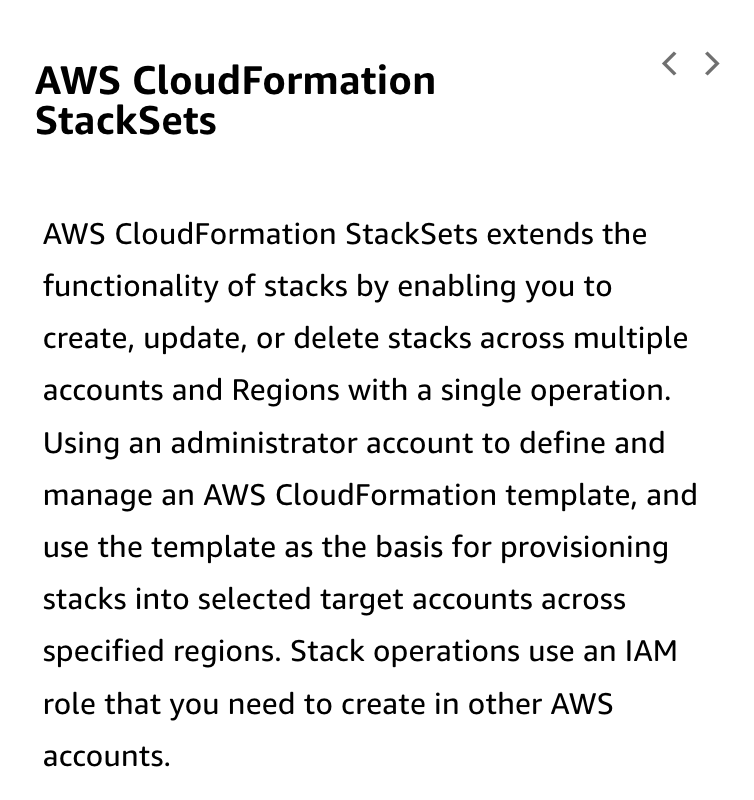 AWS CloudFormation
StackSets
AWS CloudFormation StackSets extends the
functionality of stacks by enabling you to
create, update, or delete stacks across multiple
accounts and Regions with a single operation.
Using an administrator account to define and
manage an AWS CloudFormation template, and
use the template as the basis for provisioning
stacks into selected target accounts across
specified regions. Stack operations use an IAM
role that you need to create in other AWS
accounts.